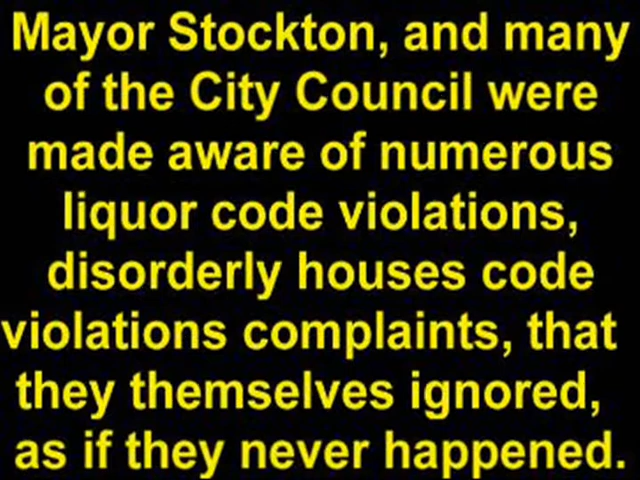 Mayor Stockton, and many
of the City Council were
made aware of numerous
liquor code violations,
disorderly houses code
violations complaints, that
they themselves ignored,
as if they never happened.